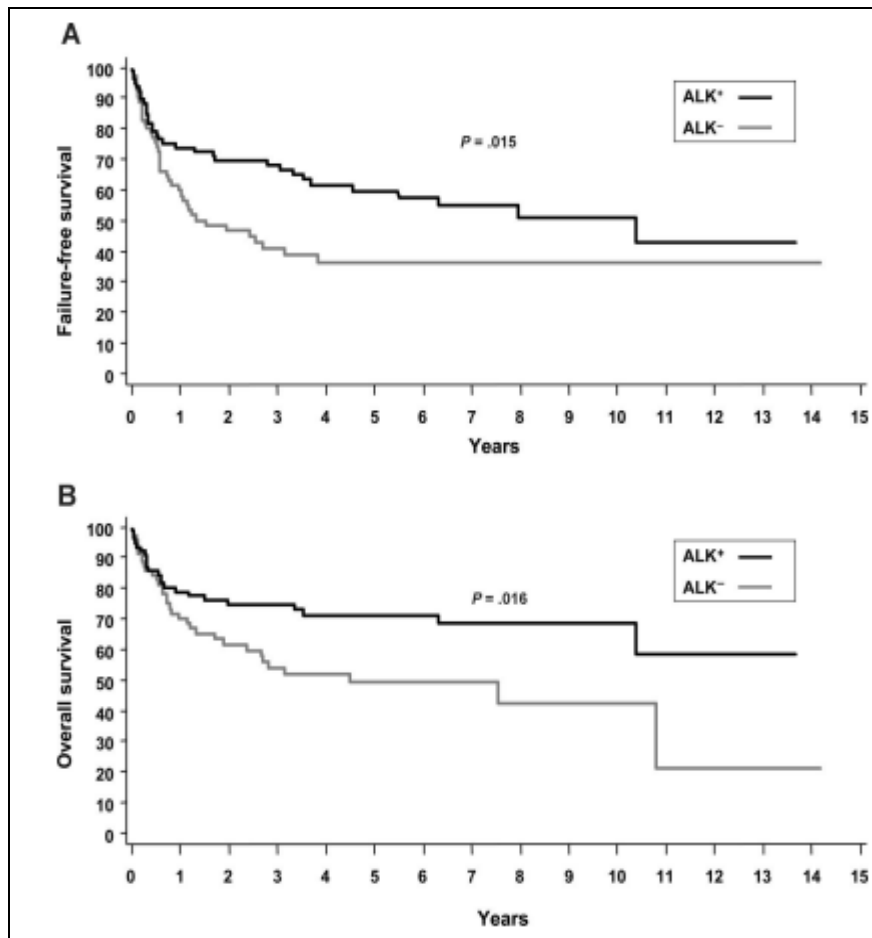 A
100
90
80
70
60
50
40
30
20
10
0
Failure-free survival
ALK⁺
ALK⁻
P = .015
0 1 2 3 4 5 6 7 8 9 10 11 12 13 14 15
Years
B
100
90
80
70
60
50
40
30
20
10
0
Overall survival
ALK⁺
ALK⁻
P = .016
0 1 2 3 4 5 6 7 8 9 10 11 12 13 14 15
Years